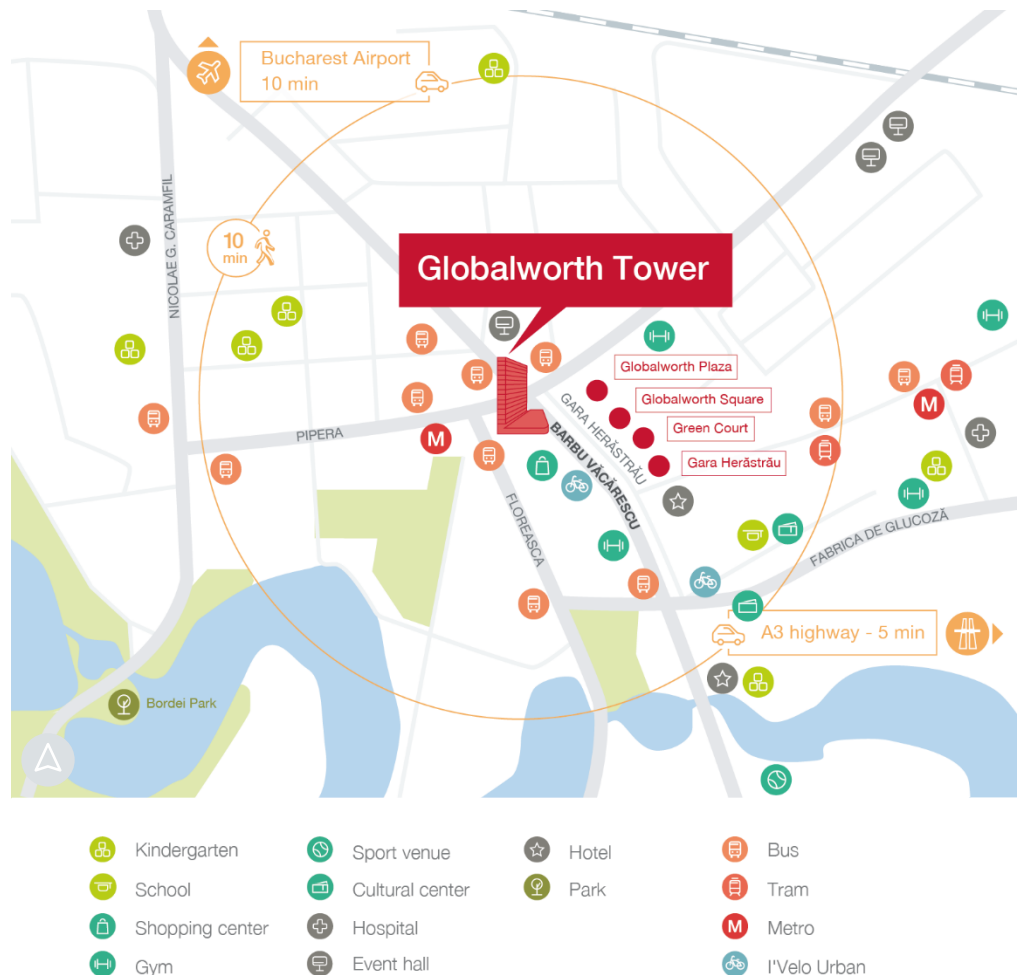 Bucharest Airport
10 min
NICOLAE G. CARAMFIL
10
min
Globalworth Tower
Globalworth Plaza
Globalworth Square
Green Court
Gara Herăstrău
GARA HERĂSTRĂU
BARBU VĂCĂRESCU
PIPERA
M
M
FLOREASCA
FABRICA DE GLUCOZĂ
A3 highway - 5 min
Bordei Park
Kindergarten
School
Shopping center
Gym
Sport venue
Cultural center
Hospital
Event hall
Hotel
Park
Bus
Tram
M Metro
I'Velo Urban